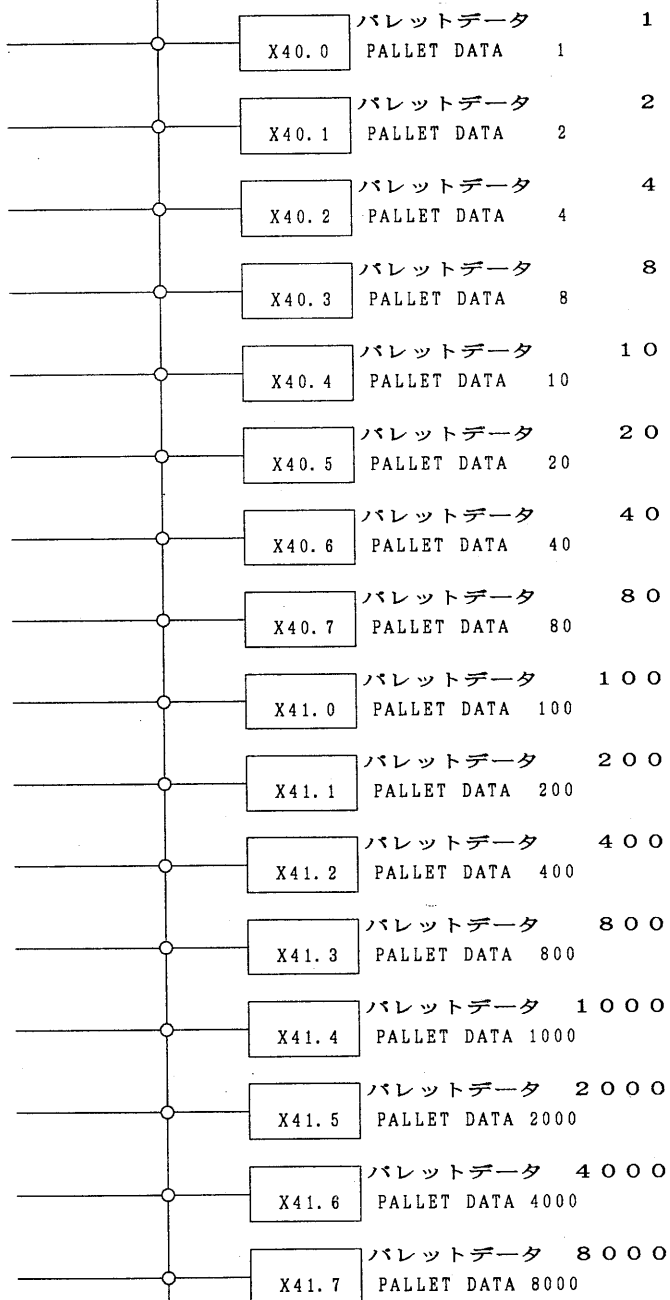 パレットデータ 1
X40.0 PALLET DATA 1
パレットデータ 2
X40.1 PALLET DATA 2
パレットデータ 4
X40.2 PALLET DATA 4
パレットデータ 8
X40.3 PALLET DATA 8
パレットデータ 10
X40.4 PALLET DATA 10
パレットデータ 20
X40.5 PALLET DATA 20
パレットデータ 40
X40.6 PALLET DATA 40
パレットデータ 80
X40.7 PALLET DATA 80
パレットデータ 100
X41.0 PALLET DATA 100
パレットデータ 200
X41.1 PALLET DATA 200
パレットデータ 400
X41.2 PALLET DATA 400
パレットデータ 800
X41.3 PALLET DATA 800
パレットデータ 1000
X41.4 PALLET DATA 1000
パレットデータ 2000
X41.5 PALLET DATA 2000
パレットデータ 4000
X41.6 PALLET DATA 4000
パレットデータ 8000
X41.7 PALLET DATA 8000